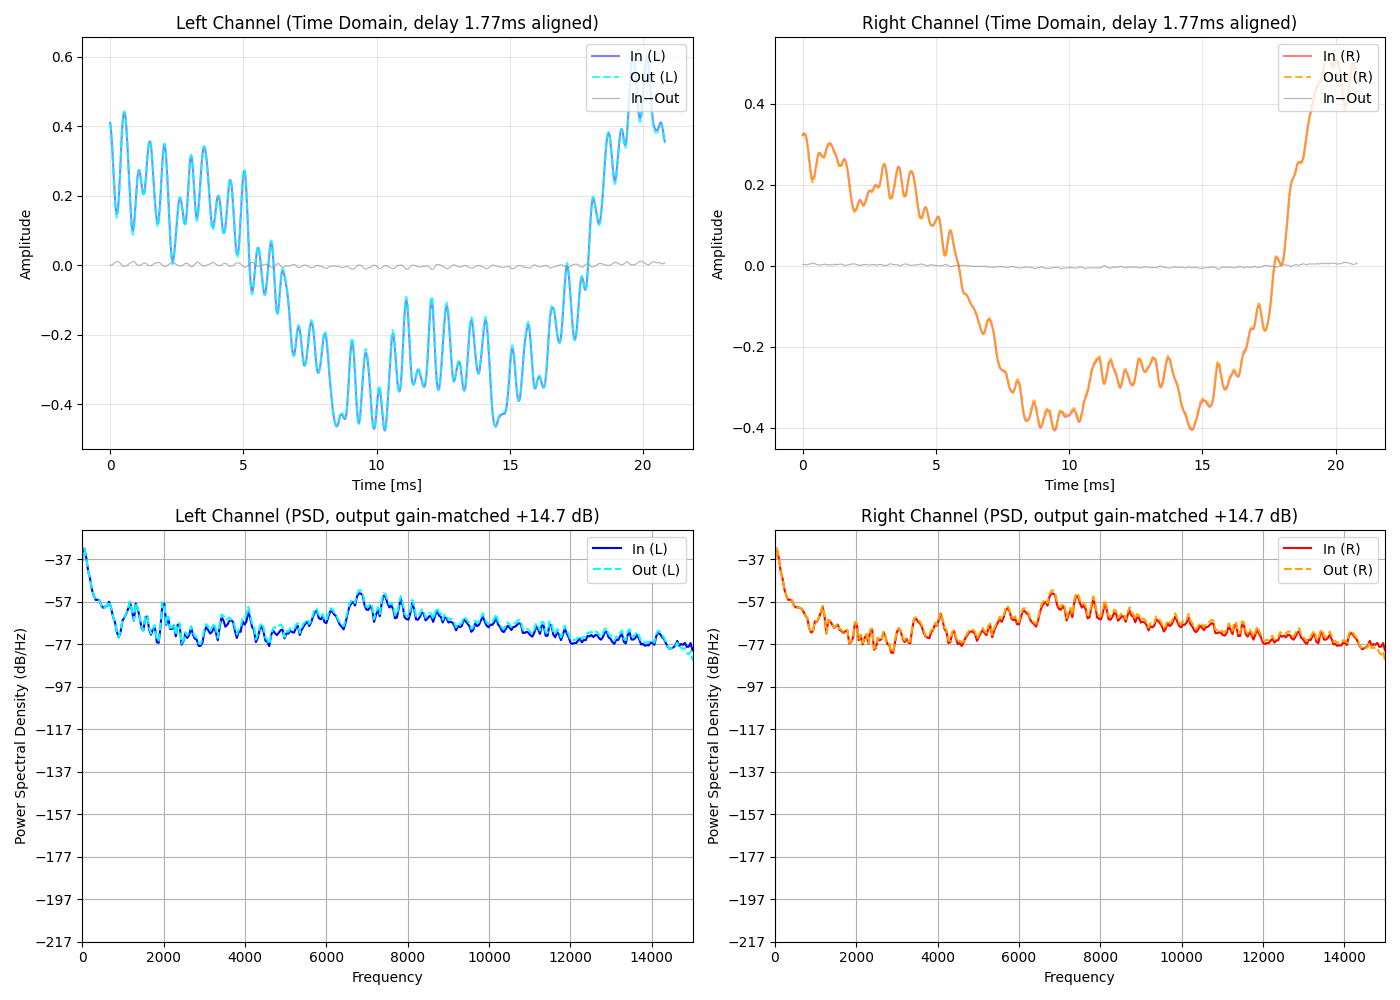 Left Channel (Time Domain, delay 1.77ms aligned)
In (L)
Out (L)
In−Out
0.6
0.4
0.2
0.0
−0.2
−0.4
Amplitude
0
5
10
15
20
Time [ms]
Right Channel (Time Domain, delay 1.77ms aligned)
In (R)
Out (R)
In−Out
0.4
0.2
0.0
−0.2
−0.4
Amplitude
0
5
10
15
20
Time [ms]
Left Channel (PSD, output gain-matched +14.7 dB)
In (L)
Out (L)
−37
−57
−77
−97
−117
−137
−157
−177
−197
−217
Power Spectral Density (dB/Hz)
0
2000
4000
6000
8000
10000
12000
14000
Frequency
Right Channel (PSD, output gain-matched +14.7 dB)
In (R)
Out (R)
−37
−57
−77
−97
−117
−137
−157
−177
−197
−217
Power Spectral Density (dB/Hz)
0
2000
4000
6000
8000
10000
12000
14000
Frequency